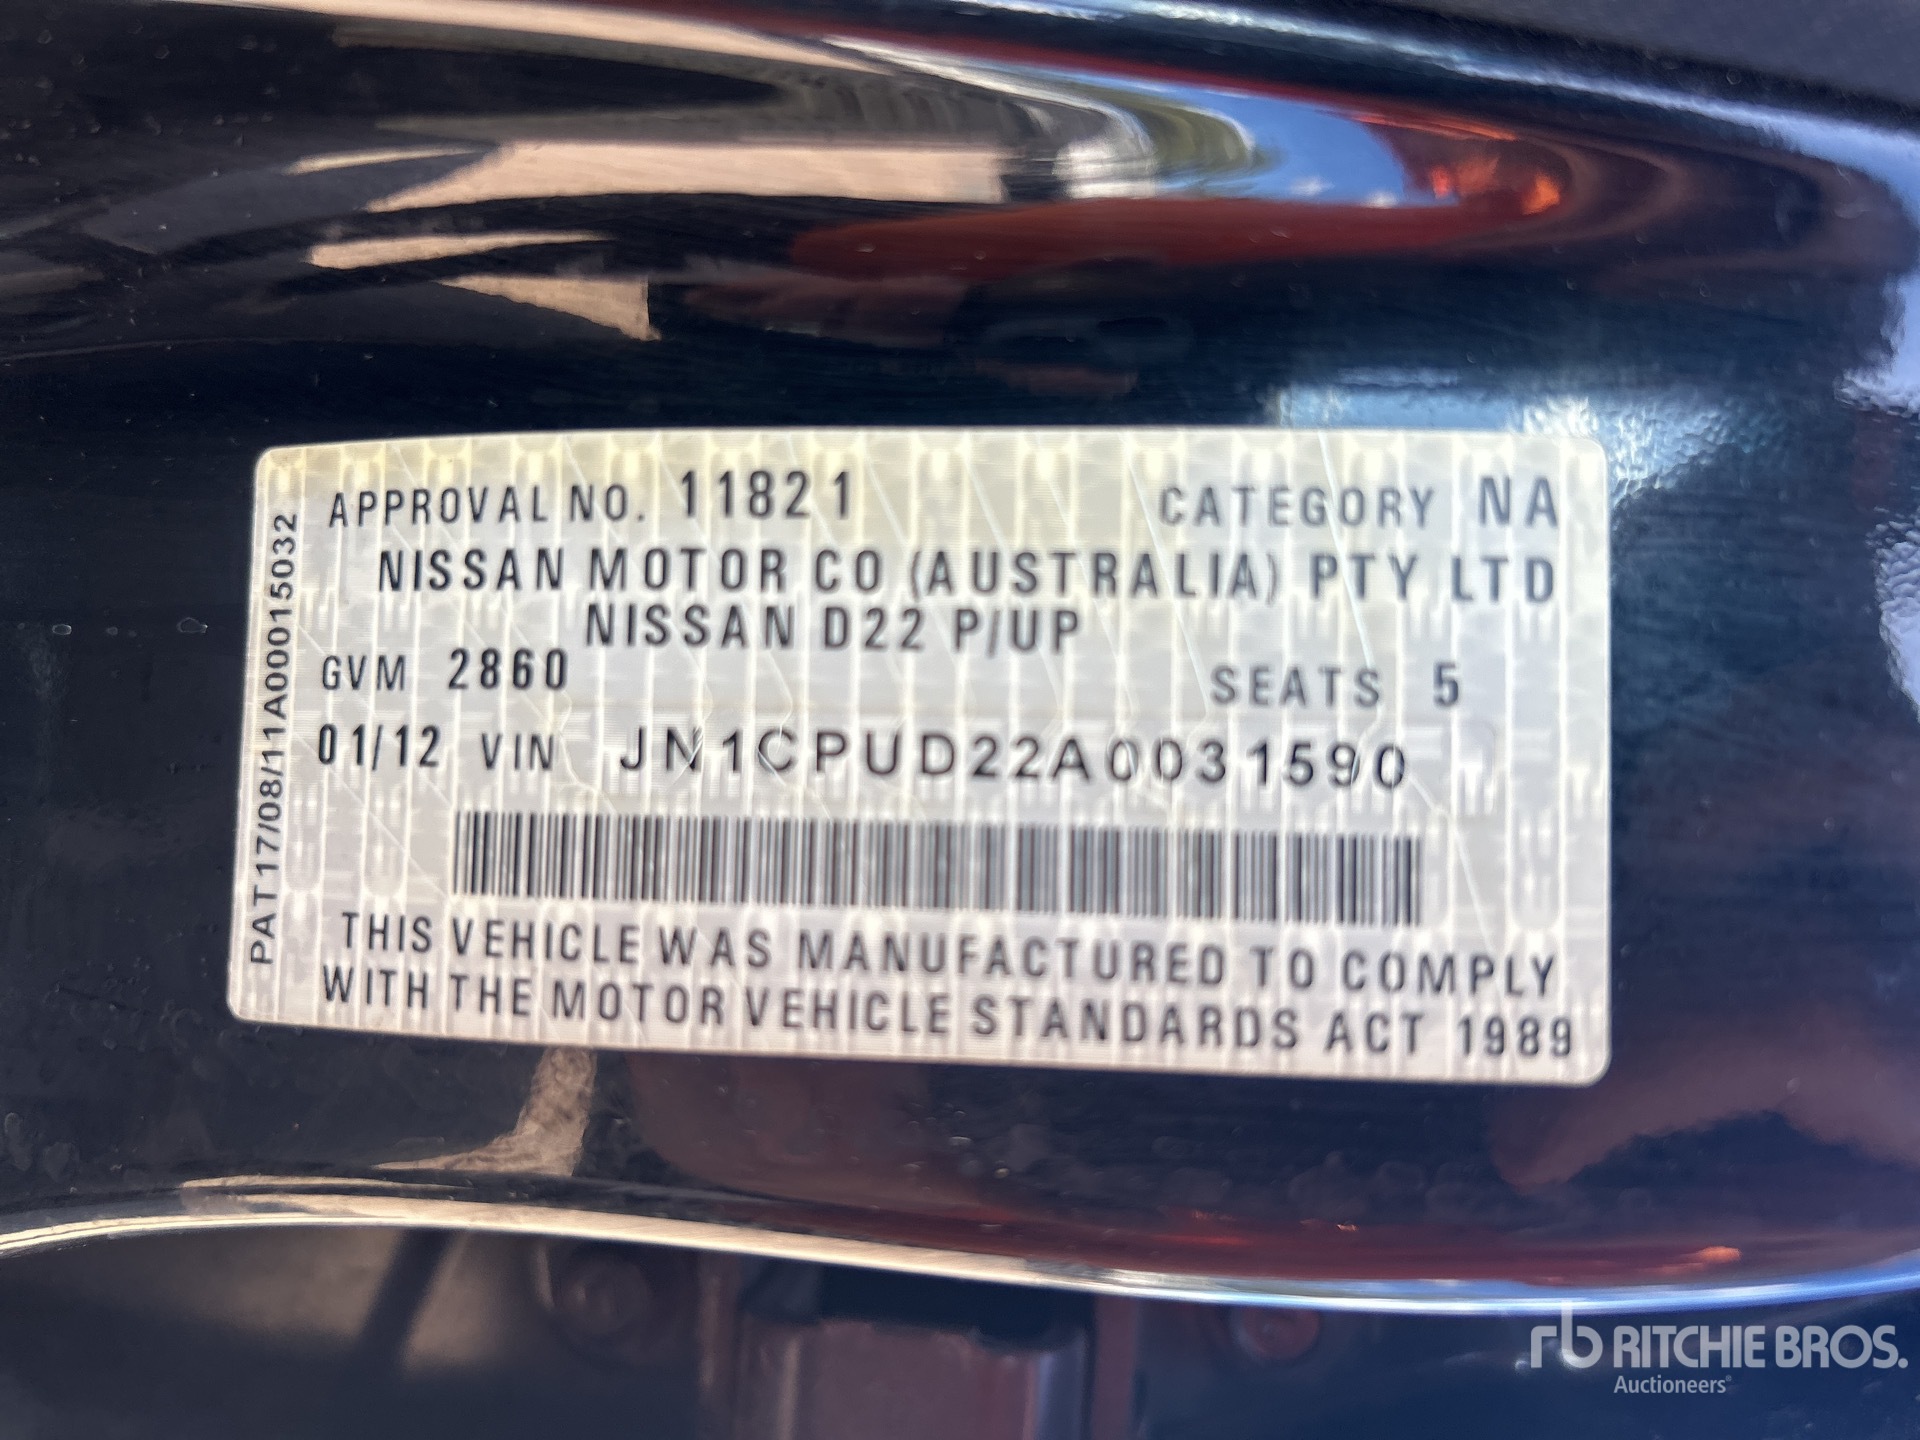 APPROVAL NO. 11821 CATEGORY NA
NISSAN MOTOR CO (AUSTRALIA) PTY LTD
NISSAN D22 P/UP
GVM 2860 SEATS 5
01/12 VIN JN1CPUD22A0031590
THIS VEHICLE WAS MANUFACTURED TO COMPLY
WITH THE MOTOR VEHICLE STANDARDS ACT 1989
PAT17/08/11A00015032
rb RITCHIE BROS.
Auctioneers